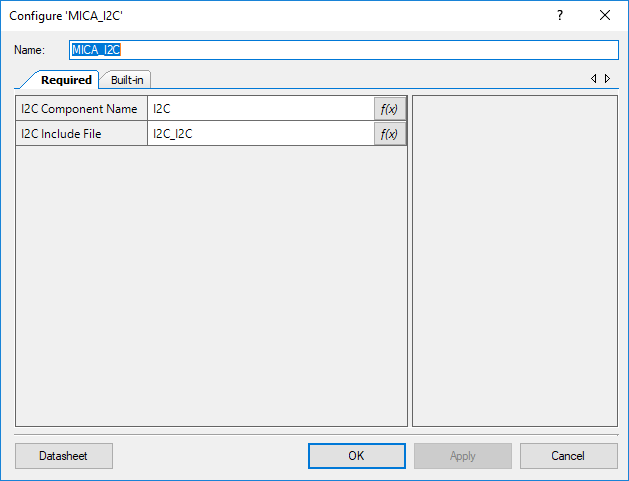 Configure 'MICA_I2C'
?
Name: MICA_I2C
Required Built-in
I2C Component Name I2C f(x)
I2C Include File I2C_I2C f(x)
Datasheet OK Apply Cancel